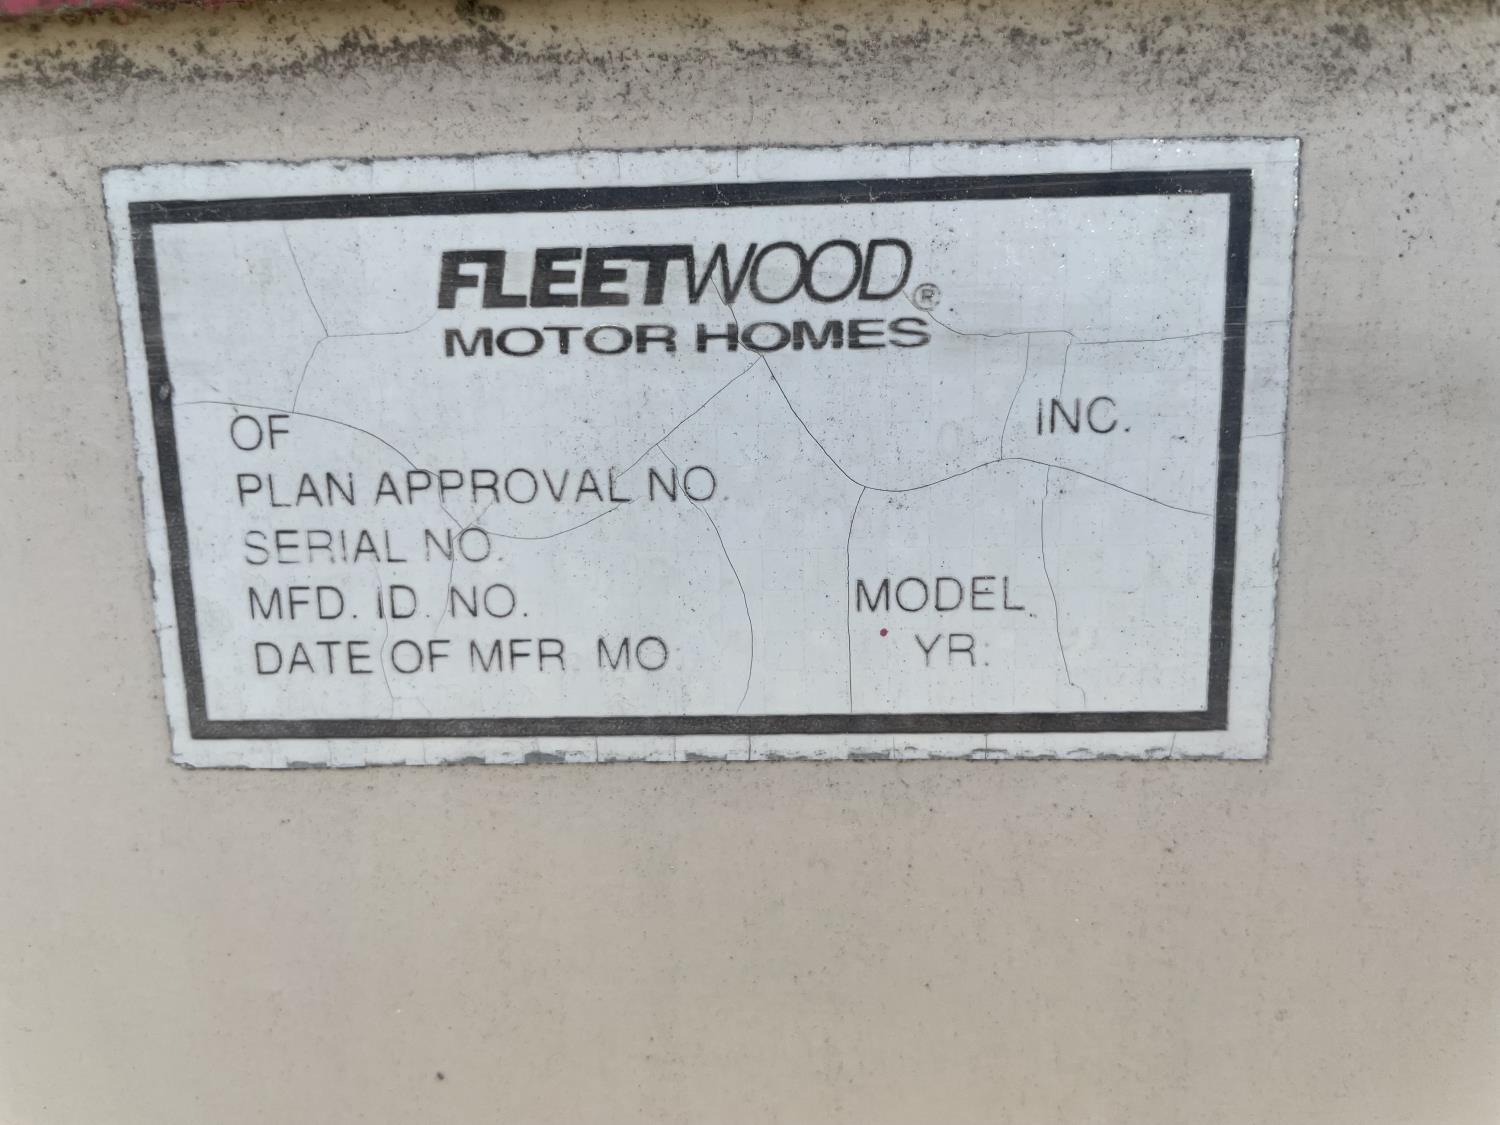 FLEETWOOD®
MOTOR HOMES
OF INC.
PLAN APPROVAL NO.
SERIAL NO.
MFD. ID. NO. MODEL
DATE OF MFR. MO. YR.